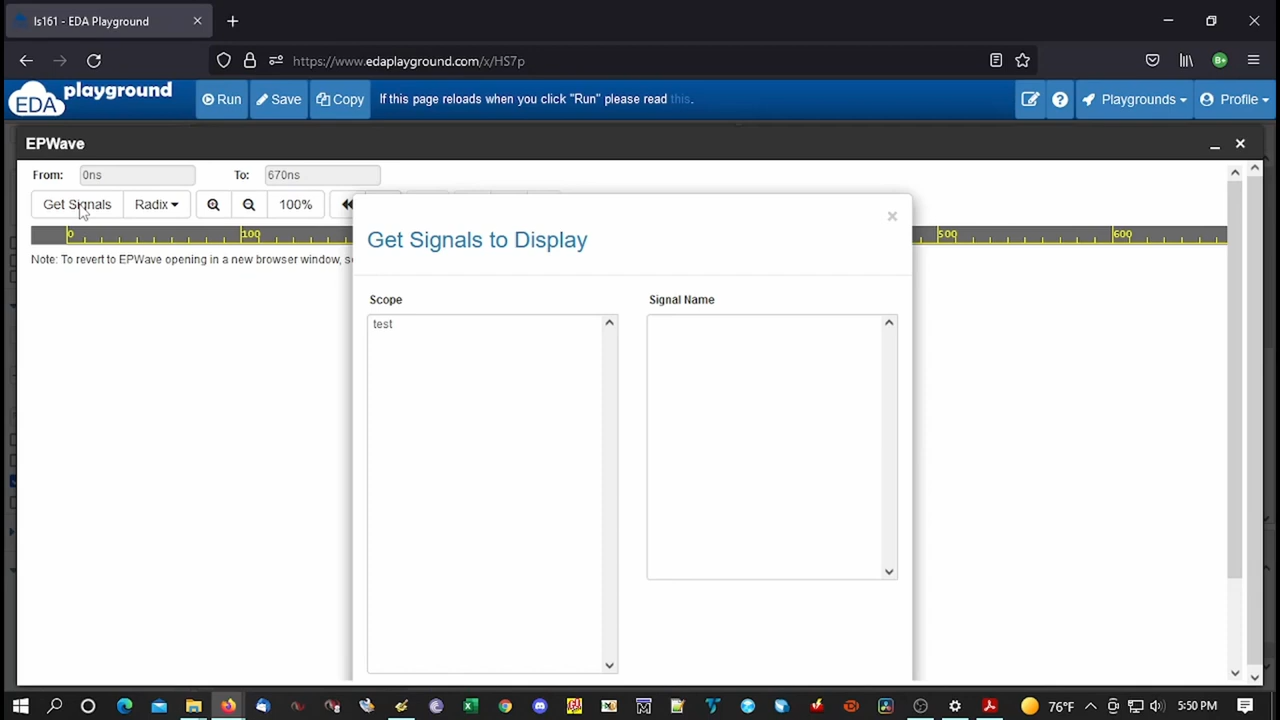 ls161 - EDA Playground
https://www.edaplayground.com/x/HS7p
B+
EDA playground
Run
Save
Copy
If this page reloads when you click "Run" please read this.
Playgrounds
Profile
EPWave
From:
0ns
To:
670ns
Get Signals
Radix
100%
0
100
500
600
Note: To revert to EPWave opening in a new browser window, s
Get Signals to Display
Scope
Signal Name
test
76°F
5:50 PM